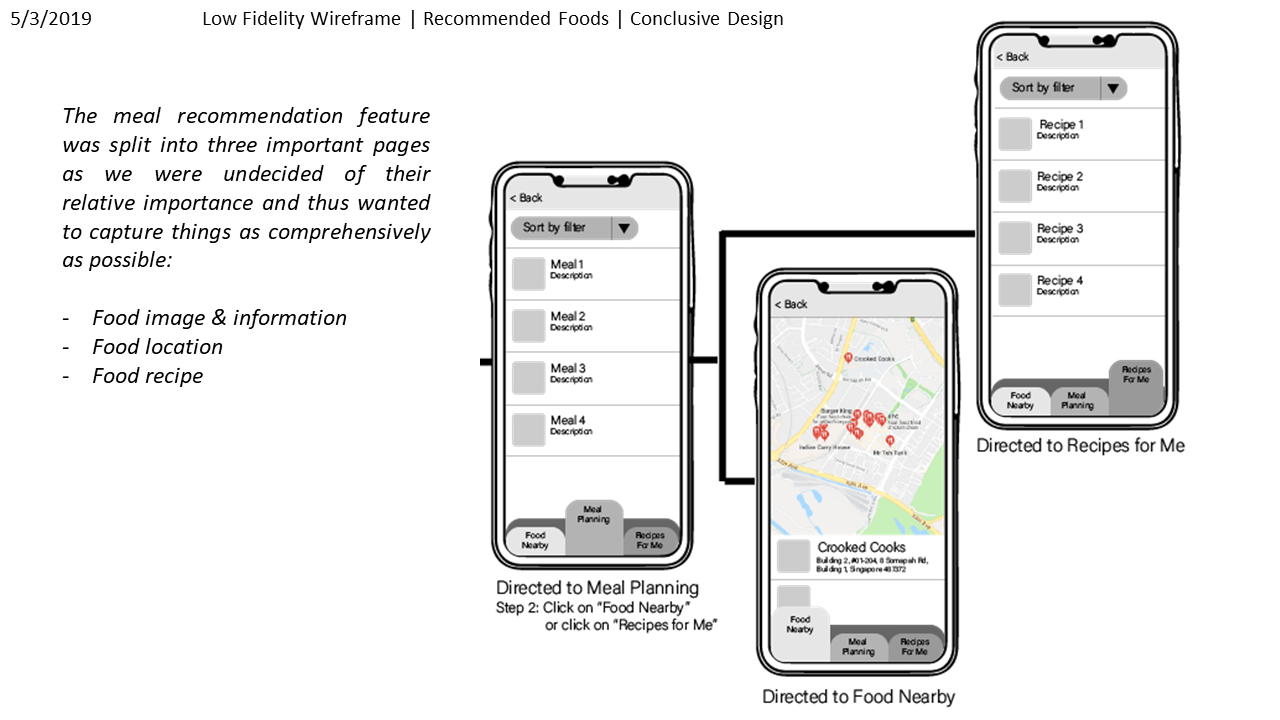 5/3/2019
Low Fidelity Wireframe | Recommended Foods | Conclusive Design
The meal recommendation feature
was split into three important pages
as we were undecided of their
relative importance and thus wanted
to capture things as comprehensively
as possible:
- Food image & information
- Food location
- Food recipe
< Back
Sort by filter
Meal 1
Description
Meal 2
Description
Meal 3
Description
Meal 4
Description
Food
Nearby
Meal
Planning
Recipes
For Me
Directed to Meal Planning
Step 2: Click on "Food Nearby"
or click on "Recipes for Me"
< Back
Crooked Cooks
Burger King
KFC
Indian Curry House
Mr Teh Tarik
Crooked Cooks
Building 2, #01-204, 8 Somapah Rd,
Building 1, Singapore 487372
Food
Nearby
Meal
Planning
Recipes
For Me
Directed to Food Nearby
< Back
Sort by filter
Recipe 1
Description
Recipe 2
Description
Recipe 3
Description
Recipe 4
Description
Food
Nearby
Meal
Planning
Recipes
For Me
Directed to Recipes for Me